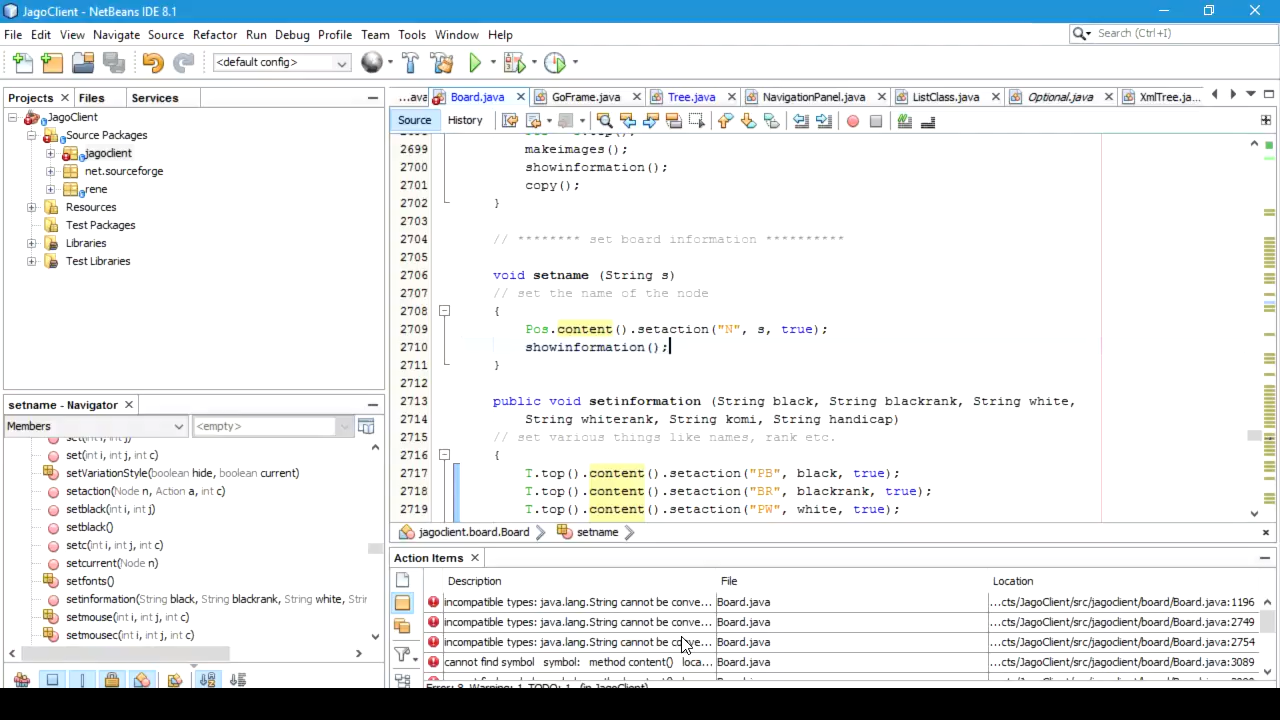 JagoClient - NetBeans IDE 8.1
File Edit View Navigate Source Refactor Run Debug Profile Team Tools Window Help
Search (Ctrl+I)
<default config>
Projects Files Services
...ava Board.java GoFrame.java Tree.java NavigationPanel.java ListClass.java Optional.java XmlTree.ja...
Source History
JagoClient
Source Packages
jagoclient
net.sourceforge
rene
Resources
Test Packages
Libraries
Test Libraries
2699 makeimages();
2700 showinformation();
2701 copy();
2702 }
2703
2704 // ******** set board information **********
2705
2706 void setname (String s)
2707 // set the name of the node
2708 {
2709 Pos.content().setaction("N", s, true);
2710 showinformation();
2711 }
2712
2713 public void setinformation (String black, String blackrank, String white,
2714 String whiterank, String komi, String handicap)
2715 // set various things like names, rank etc.
2716 {
2717 T.top().content().setaction("PB", black, true);
2718 T.top().content().setaction("BR", blackrank, true);
2719 T.top().content().setaction("PW", white, true);
jagoclient.board.Board setname
setname - Navigator
Members <empty>
set(int i, int j)
set(int i, int j, int c)
setVariationStyle(boolean hide, boolean current)
setaction(Node n, Action a, int c)
setblack(int i, int j)
setblack()
setc(int i, int j, int c)
setcurrent(Node n)
setfonts()
setinformation(String black, String blackrank, String white, Strir
setmouse(int i, int j, int c)
setmousec(int i, int j, int c)
Action Items
Description File Location
incompatible types: java.lang.String cannot be conve... Board.java ...cts/JagoClient/src/jagoclient/board/Board.java:1196
incompatible types: java.lang.String cannot be conve... Board.java ...cts/JagoClient/src/jagoclient/board/Board.java:2749
incompatible types: java.lang.String cannot be conve... Board.java ...cts/JagoClient/src/jagoclient/board/Board.java:2754
cannot find symbol symbol: method content() loca... Board.java ...cts/JagoClient/src/jagoclient/board/Board.java:3089